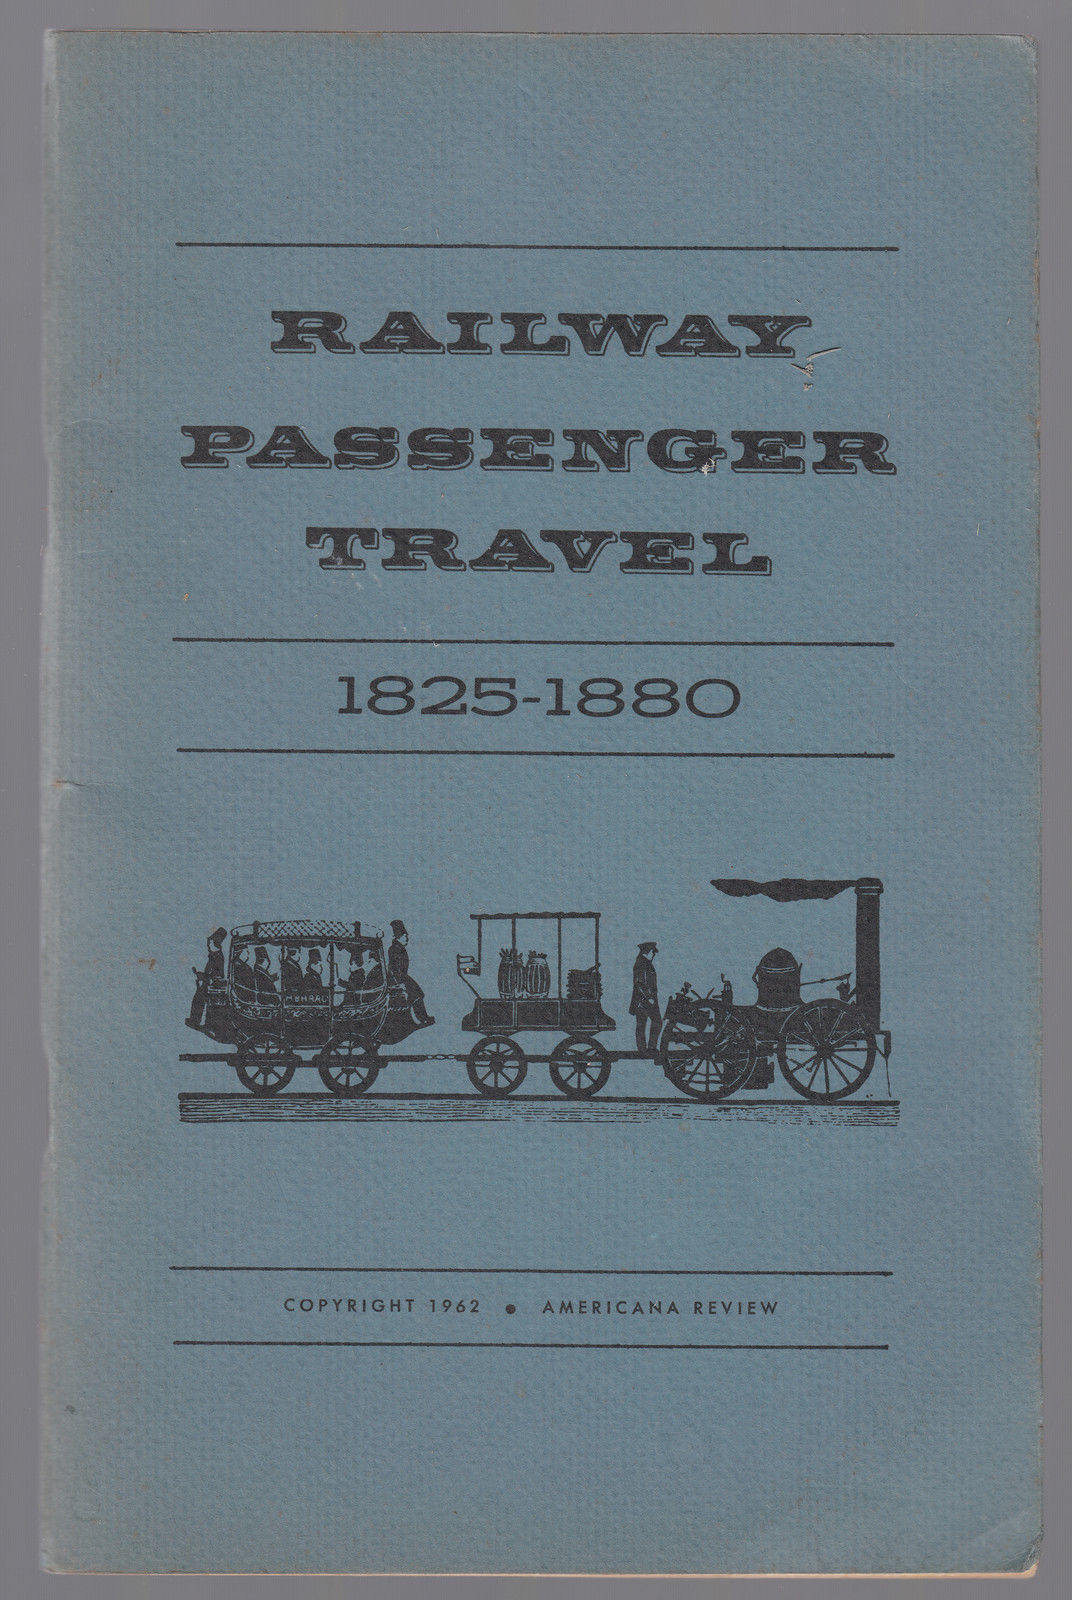 RAILWAY
PASSENGER
TRAVEL
1825-1880
COPYRIGHT 1962 ● AMERICANA REVIEW